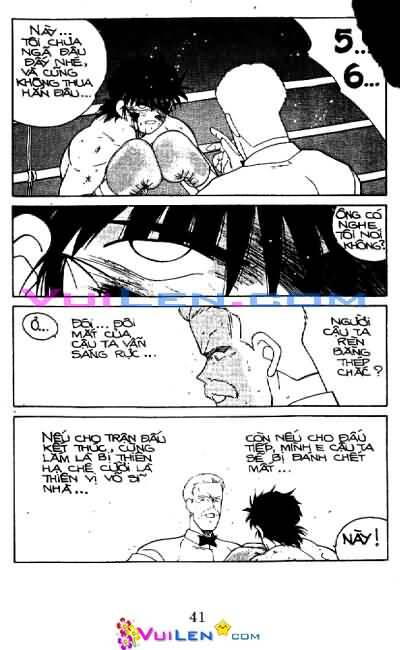 NÀY...
TÔI CHƯA
NGÃ ĐÂU
ĐẤY NHÉ,
VÀ CŨNG
KHÔNG THUA
HẮN ĐÂU...
5...
6...
ÔNG CÓ
NGHE
TÔI NÓI
KHÔNG?
VUILEN.COM
Ồ...
ĐÔI... ĐÔI
MẮT CỦA
CẬU TA VẪN
SÁNG RỰC...
NGƯỜI
CẬU TA
RÈN
BẰNG
THÉP
CHẮC?
NẾU CHO TRẬN ĐẤU
KẾT THÚC, CŨNG
LẮM LÀ BỊ THIÊN
HẠ CHÊ CƯỜI LÀ
THIÊN VỊ VÕ SĨ
NHÀ...
CÒN NẾU CHO ĐẤU
TIẾP, MÌNH E CẬU TA
SẼ BỊ ĐÁNH CHẾT
MẤT...
NÀY!
41
VUILEN.COM